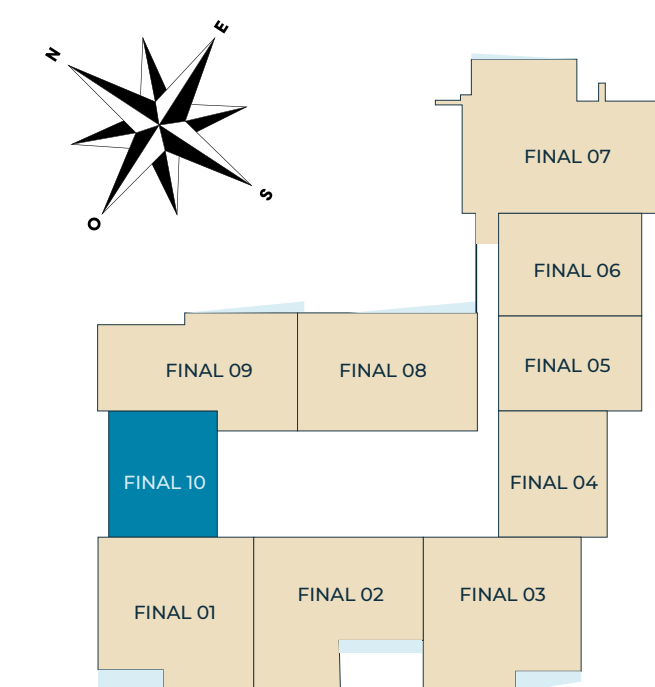 N
E
S
O
FINAL 07
FINAL 06
FINAL 05
FINAL 09
FINAL 08
FINAL 10
FINAL 04
FINAL 02
FINAL 03
FINAL 01